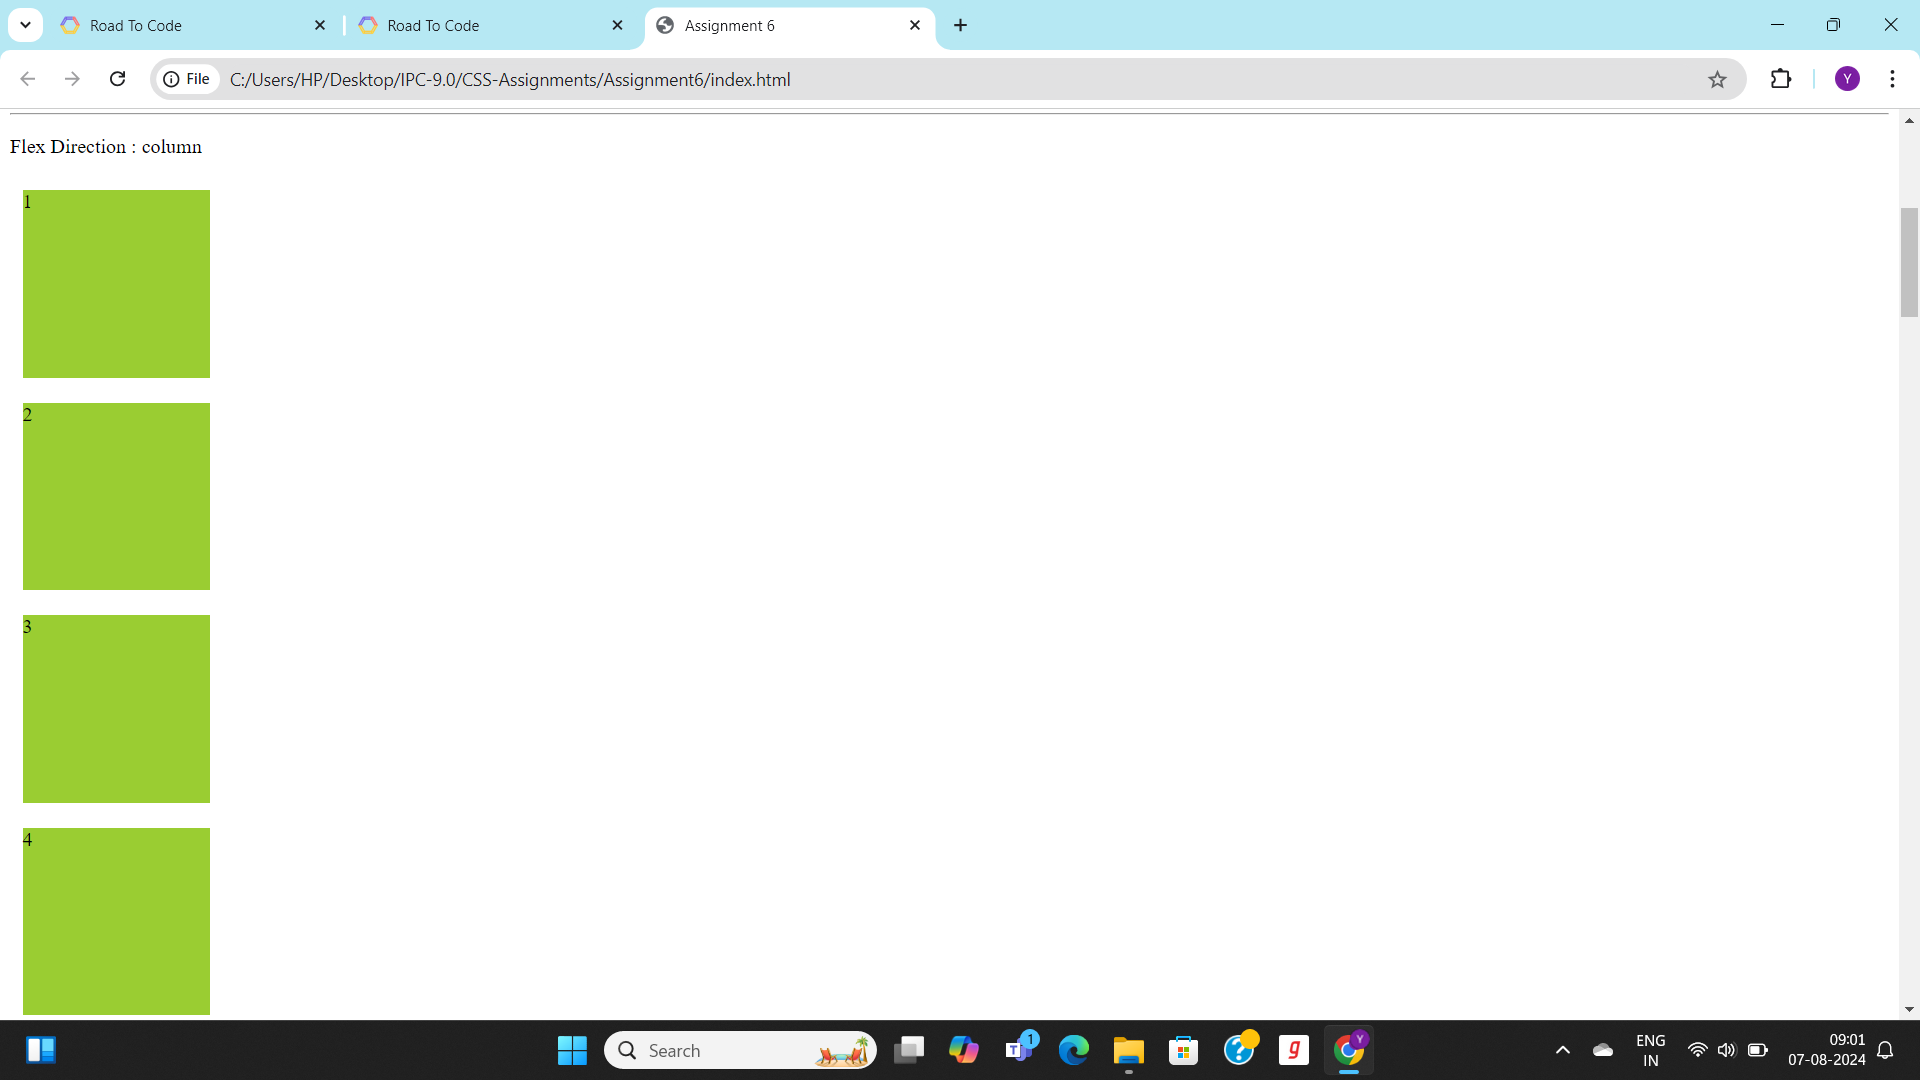 Road To Code
Road To Code
Assignment 6
File
C:/Users/HP/Desktop/IPC-9.0/CSS-Assignments/Assignment6/index.html
Y
Flex Direction : column
1
2
3
4
Search
T
1
?
g
Y
ENG
IN
09:01
07-08-2024